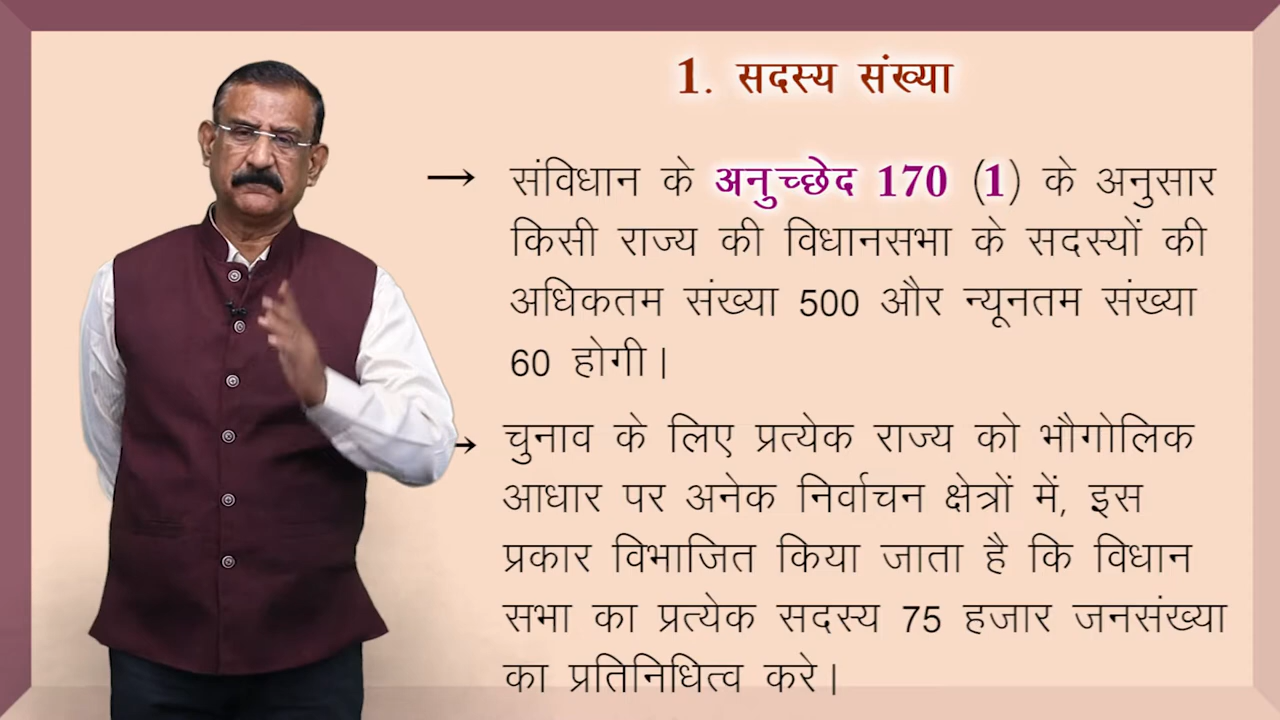 1. सदस्य संख्या
→ संविधान के अनुच्छेद 170 (1) के अनुसार
किसी राज्य की विधानसभा के सदस्यों की
अधिकतम संख्या 500 और न्यूनतम संख्या
60 होगी।
→ चुनाव के लिए प्रत्येक राज्य को भौगोलिक
आधार पर अनेक निर्वाचन क्षेत्रों में, इस
प्रकार विभाजित किया जाता है कि विधान
सभा का प्रत्येक सदस्य 75 हजार जनसंख्या
का प्रतिनिधित्व करे।